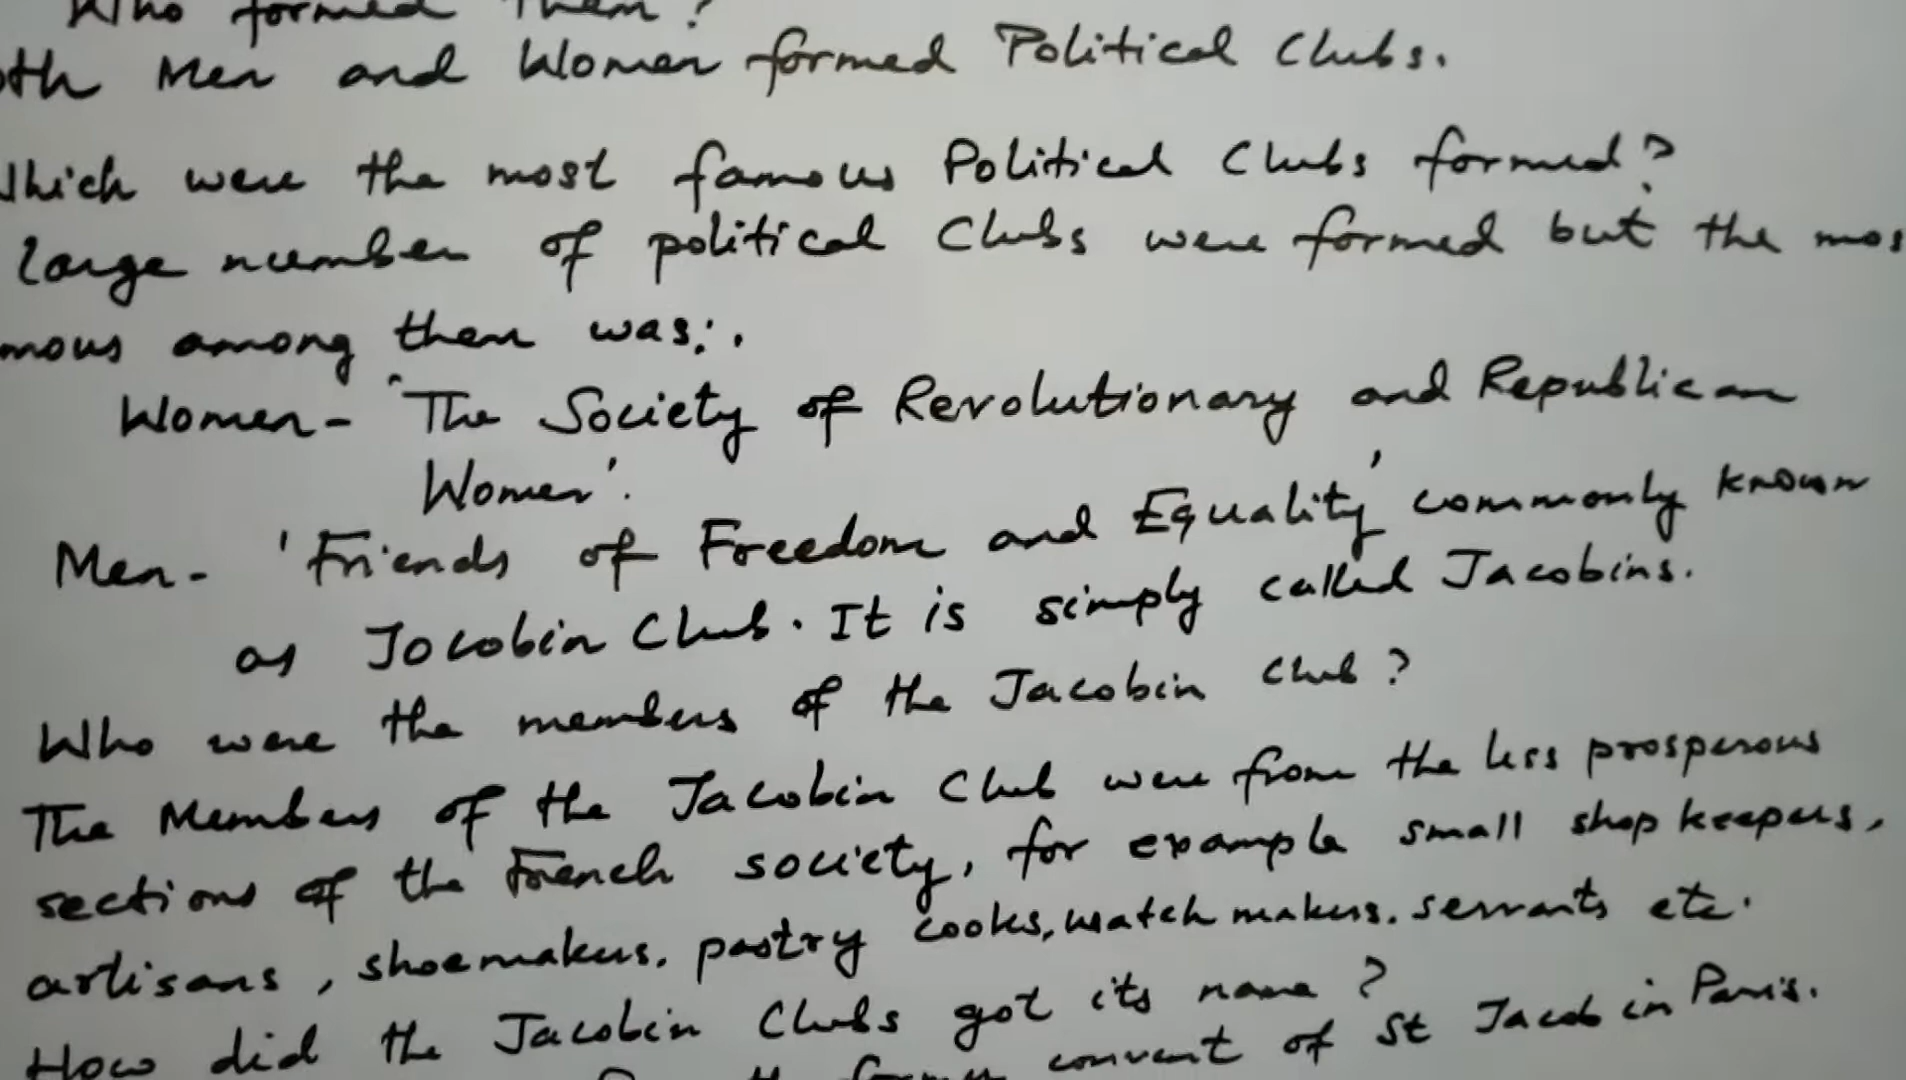 Who formed them?
oth Men and Women formed Political Clubs.
Which were the most famous Political Clubs formed?
large number of political Clubs were formed but the mos
mous among them was:.
Women- 'The Society of Revolutionary and Republican
Women'.
Men- 'Friends of Freedom and Equality' commonly known
as Jocobin Club. It is simply called Jacobins.
Who were the members of the Jacobin club?
The Members of the Jacobin Club were from the less prosperous
sections of the French society, for example small shop keepers,
artisans, shoemakers. pastry cooks, watch makers. servants etc.
How did the Jacobin Clubs got its name?
former convent of St Jacob in Paris.